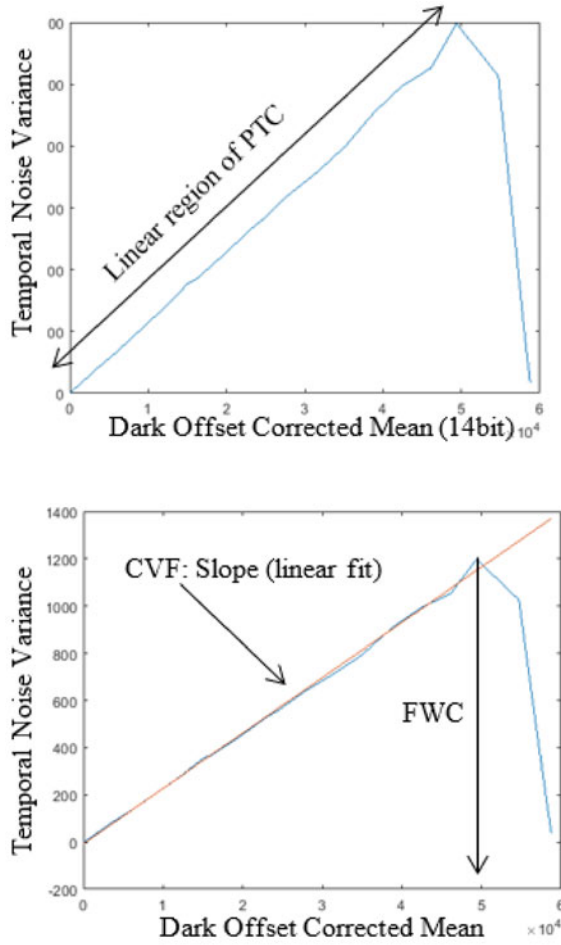 Temporal Noise Variance
00
00
00
00
00
00
0
Linear region of PTC
0 1 2 3 4 5 6
Dark Offset Corrected Mean (14bit)
×10⁴
Temporal Noise Variance
1400
1200
1000
800
600
400
200
0
-200
CVF: Slope (linear fit)
FWC
0 1 2 3 4 5 6
Dark Offset Corrected Mean
×10⁴